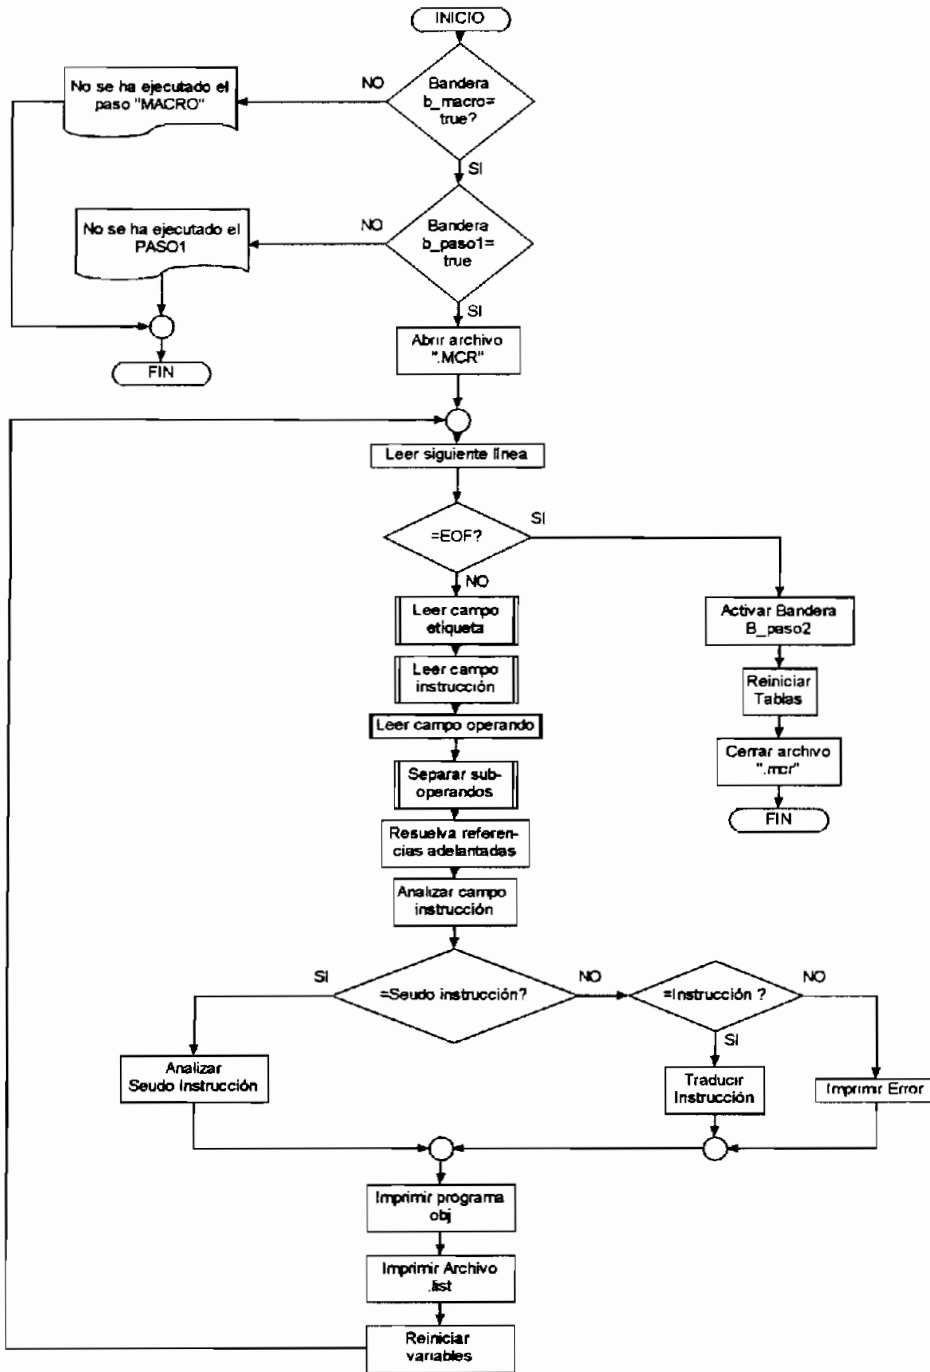 INICIO
Bandera
b_macro=
true?
NO
No se ha ejecutado el
paso "MACRO"
SI
Bandera
b_paso1=
true
NO
No se ha ejecutado el
PASO1
SI
FIN
Abrir archivo
".MCR"
Leer siguiente línea
=EOF?
SI
NO
Leer campo
etiqueta
Leer campo
instrucción
Leer campo operando
Separar sub-
operandos
Resuelva referen-
cias adelantadas
Analizar campo
instrucción
Activar Bandera
B_paso2
Reiniciar
Tablas
Cerrar archivo
".mcr"
FIN
=Seudo instrucción?
SI
NO
=Instrucción ?
NO
SI
Analizar
Seudo Instrucción
Traducir
Instrucción
Imprimir Error
Imprimir programa
obj
Imprimir Archivo
.list
Reiniciar
variables